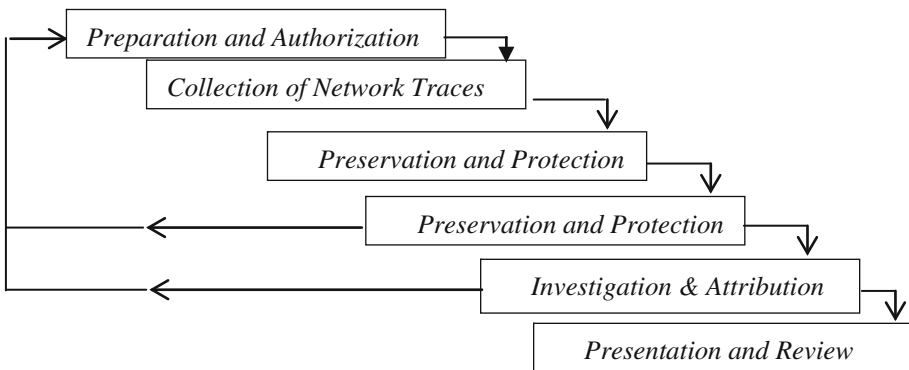 Preparation and Authorization
Collection of Network Traces
Preservation and Protection
Preservation and Protection
Investigation & Attribution
Presentation and Review